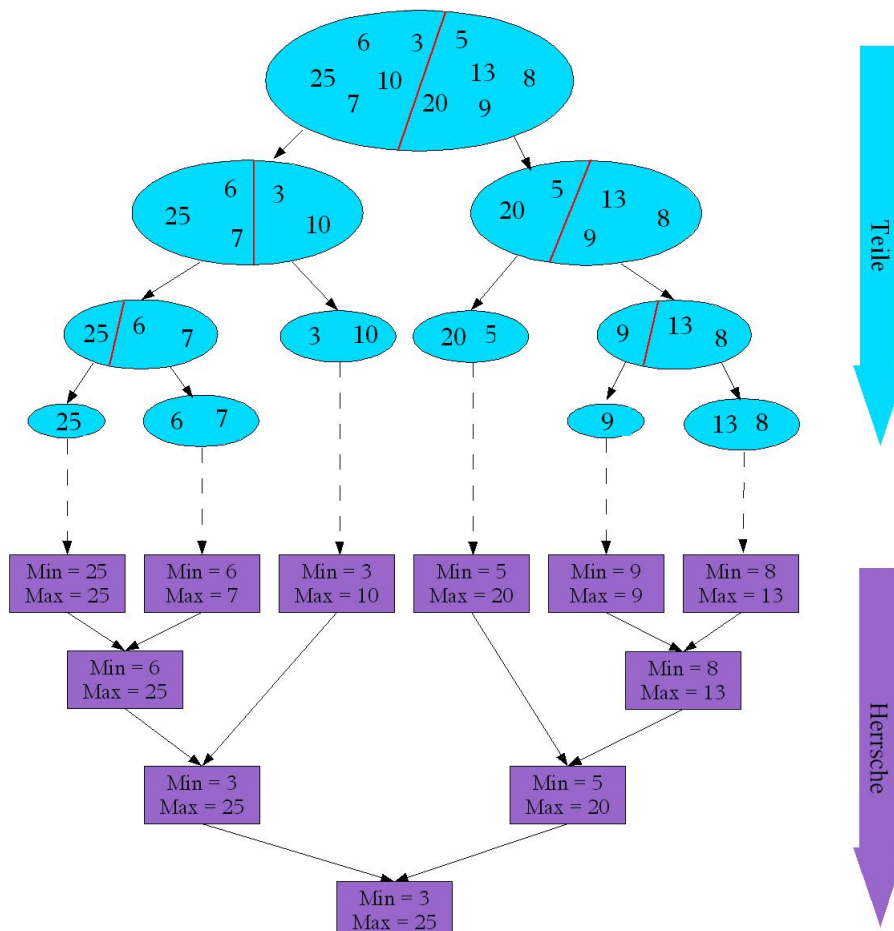 6 3 5
25 10 13 8
7 20 9
6 3
25
7 10
5 13
20 8
9
25 6 7
3 10
20 5
9 13 8
25
6 7
9
13 8
Teile
Min = 25
Max = 25
Min = 6
Max = 7
Min = 3
Max = 10
Min = 5
Max = 20
Min = 9
Max = 9
Min = 8
Max = 13
Min = 6
Max = 25
Min = 8
Max = 13
Min = 3
Max = 25
Min = 5
Max = 20
Min = 3
Max = 25
Herrsche